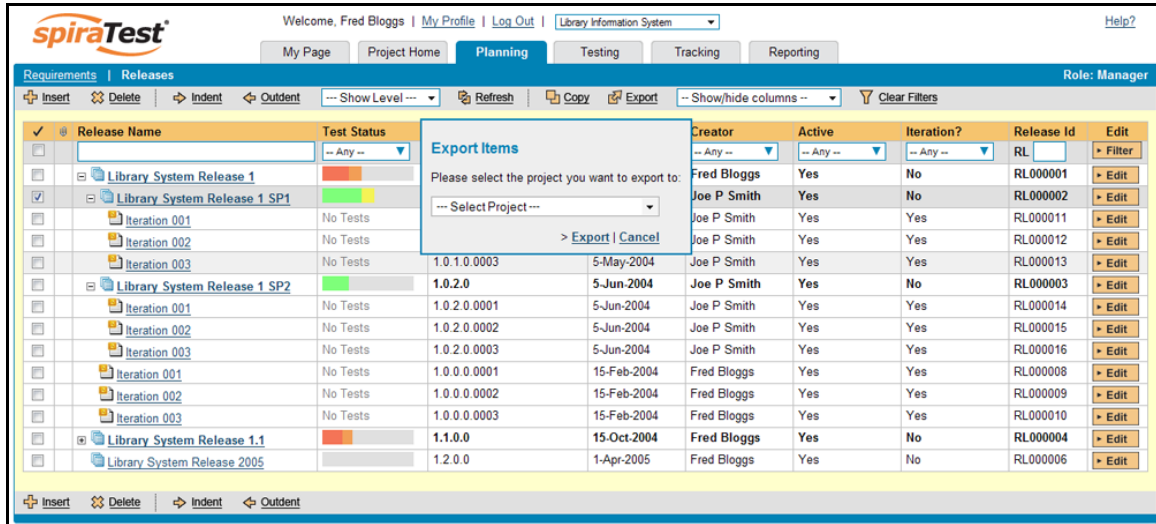 spiraTest
Welcome, Fred Bloggs | My Profile | Log Out | Library Information System
Help?
My Page Project Home Planning Testing Tracking Reporting
Requirements | Releases Role: Manager
Insert Delete Indent Outdent -- Show Level -- Refresh Copy Export -- Show/hide columns -- Clear Filters
Release Name Test Status Creator Active Iteration? Release Id Edit
-- Any -- -- Any -- -- Any -- -- Any -- RL Filter
Export Items
Please select the project you want to export to:
-- Select Project --
> Export | Cancel
Library System Release 1 Fred Bloggs Yes No RL000001 Edit
Library System Release 1 SP1 Joe P Smith Yes No RL000002 Edit
Iteration 001 No Tests Joe P Smith Yes Yes RL000011 Edit
Iteration 002 No Tests Joe P Smith Yes Yes RL000012 Edit
Iteration 003 No Tests 1.0.1.0.0003 5-May-2004 Joe P Smith Yes Yes RL000013 Edit
Library System Release 1 SP2 1.0.2.0 5-Jun-2004 Joe P Smith Yes No RL000003 Edit
Iteration 001 No Tests 1.0.2.0.0001 5-Jun-2004 Joe P Smith Yes Yes RL000014 Edit
Iteration 002 No Tests 1.0.2.0.0002 5-Jun-2004 Joe P Smith Yes Yes RL000015 Edit
Iteration 003 No Tests 1.0.2.0.0003 5-Jun-2004 Joe P Smith Yes Yes RL000016 Edit
Iteration 001 No Tests 1.0.0.0.0001 15-Feb-2004 Fred Bloggs Yes Yes RL000008 Edit
Iteration 002 No Tests 1.0.0.0.0002 15-Feb-2004 Fred Bloggs Yes Yes RL000009 Edit
Iteration 003 No Tests 1.0.0.0.0003 15-Feb-2004 Fred Bloggs Yes Yes RL000010 Edit
Library System Release 1.1 1.1.0.0 15-Oct-2004 Fred Bloggs Yes No RL000004 Edit
Library System Release 2005 1.2.0.0 1-Apr-2005 Fred Bloggs Yes No RL000006 Edit
Insert Delete Indent Outdent